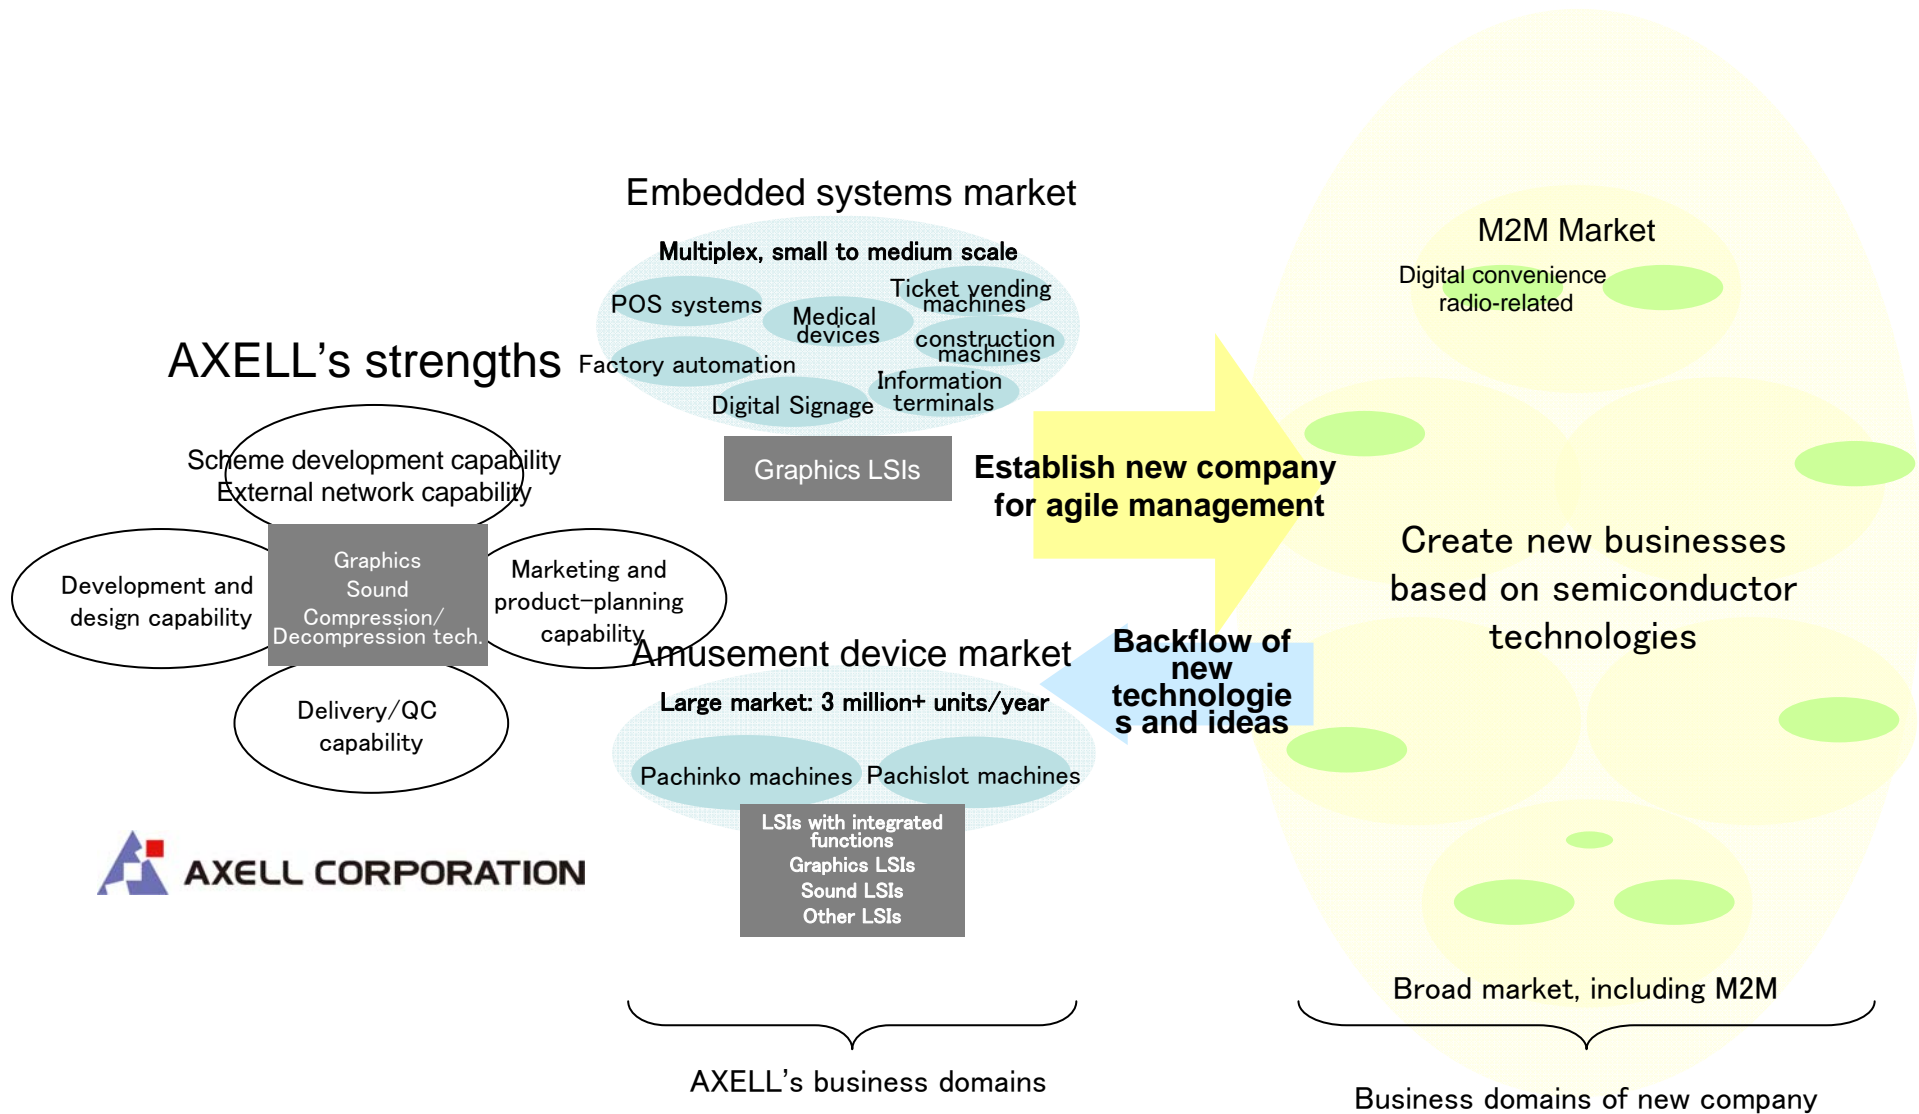 Embedded systems market
Multiplex, small to medium scale
POS systems
Medical
devices
Ticket vending
machines
construction
machines
Factory automation
Information
terminals
Digital Signage
Graphics LSIs
AXELL's strengths
Scheme development capability
External network capability
Development and
design capability
Graphics
Sound
Compression/
Decompression tech.
Marketing and
product-planning
capability
Delivery/QC
capability
AXELL CORPORATION
Amusement device market
Large market: 3 million+ units/year
Pachinko machines
Pachislot machines
LSIs with integrated
functions
Graphics LSIs
Sound LSIs
Other LSIs
AXELL's business domains
Establish new company
for agile management
Backflow of
new
technologie
s and ideas
M2M Market
Digital convenience
radio-related
Create new businesses
based on semiconductor
technologies
Broad market, including M2M
Business domains of new company